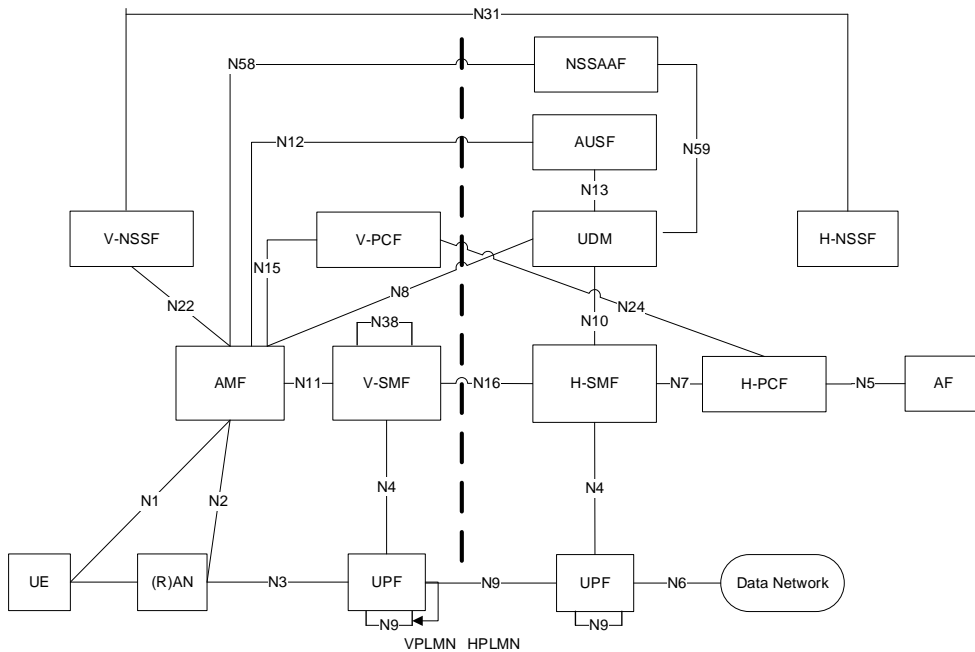 N31
N58
NSSAAF
N12
AUSF
N59
N13
V-NSSF
V-PCF
UDM
H-NSSF
N15
N22
N8
N24
N38
N10
AMF
N11
V-SMF
N16
H-SMF
N7
H-PCF
N5
AF
N4
N4
N1
N2
UE
(R)AN
N3
UPF
N9
UPF
N6
Data Network
N9
N9
VPLMN HPLMN